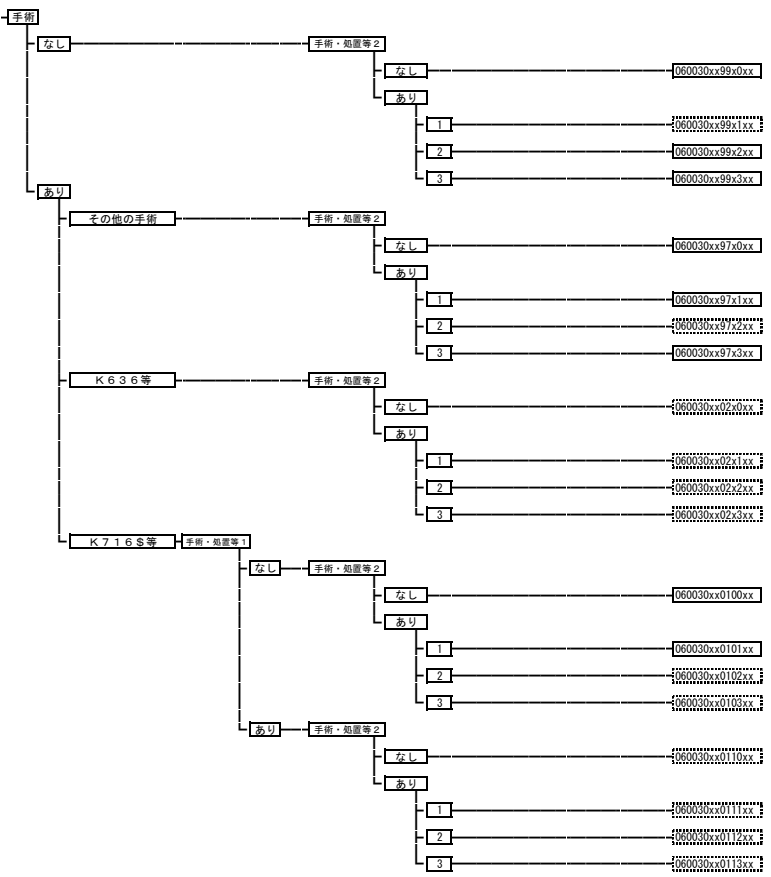 手術
なし 手術・処置等2
なし 060030xx99x0xx
あり
1 060030xx99x1xx
2 060030xx99x2xx
3 060030xx99x3xx
あり
その他の手術 手術・処置等2
なし 060030xx97x0xx
あり
1 060030xx97x1xx
2 060030xx97x2xx
3 060030xx97x3xx
K636等 手術・処置等2
なし 060030xx02x0xx
あり
1 060030xx02x1xx
2 060030xx02x2xx
3 060030xx02x3xx
K716$等 手術・処置等1
なし 手術・処置等2
なし 060030xx0100xx
あり
1 060030xx0101xx
2 060030xx0102xx
3 060030xx0103xx
あり 手術・処置等2
なし 060030xx0110xx
あり
1 060030xx0111xx
2 060030xx0112xx
3 060030xx0113xx